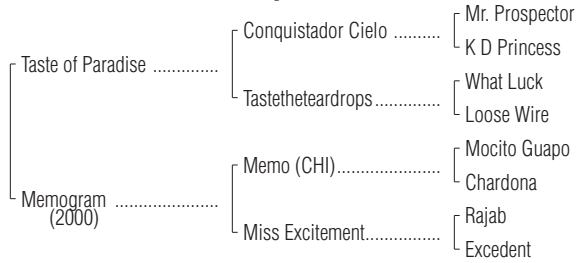 Mr. Prospector
Conquistador Cielo ..........
K D Princess
Taste of Paradise ..............
What Luck
Tastetheteardrops..............
Loose Wire
Mocito Guapo
Memo (CHI)......................
Chardona
Memogram ......................
(2000)
Rajab
Miss Excitement................
Excedent